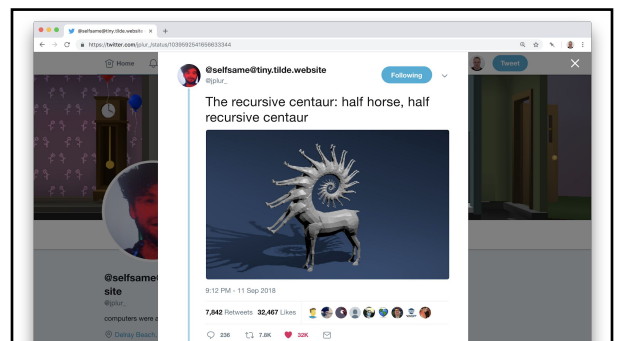 @selfsame@tiny.tilde.website
https://twitter.com/jplur_/status/1039592541656633344
Home
Tweet
@selfsame@tiny.tilde.website
@jplur_
Following
The recursive centaur: half horse, half
recursive centaur
9:12 PM - 11 Sep 2018
7,842 Retweets 32,467 Likes
236 7.8K 32K
@selfsame
site
@jplur_
computers were a
Delray Beach